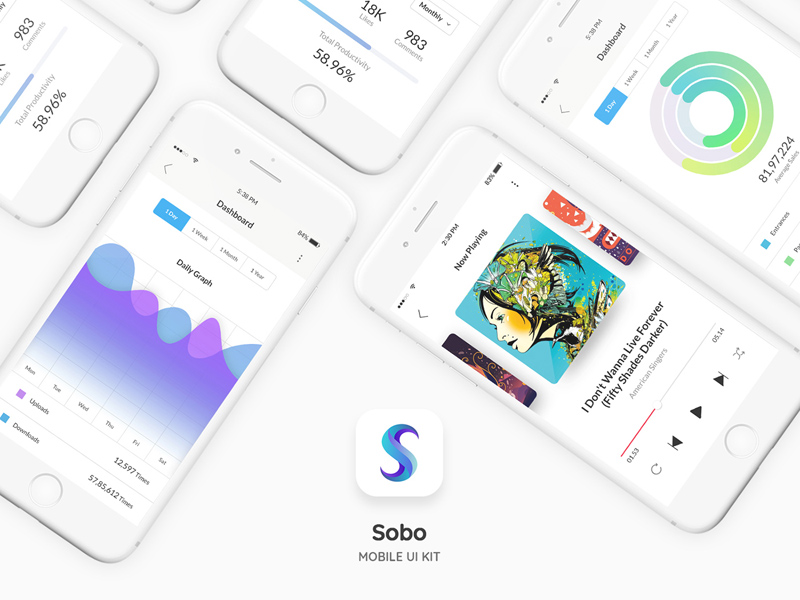 983
Likes
Comments
Total Productivity
58.96%
18K
Likes
Monthly
983
Comments
Total Productivity
58.96%
5:38 PM
Dashboard
1 Day
1 Week
1 Month
1 Year
81,97,224
Average Sales
Entrances
5:38 PM
84%
Dashboard
1 Day
1 Week
1 Month
1 Year
Daily Graph
Mon
Tue
Wed
Thu
Fri
Sat
Uploads
12,597 Times
Downloads
57,85,612 Times
2:30 PM
83%
Now Playing
I Don't Wanna Live Forever
(Fifty Shades Darker)
American Singers
01.53
05.14
Sobo
MOBILE UI KIT